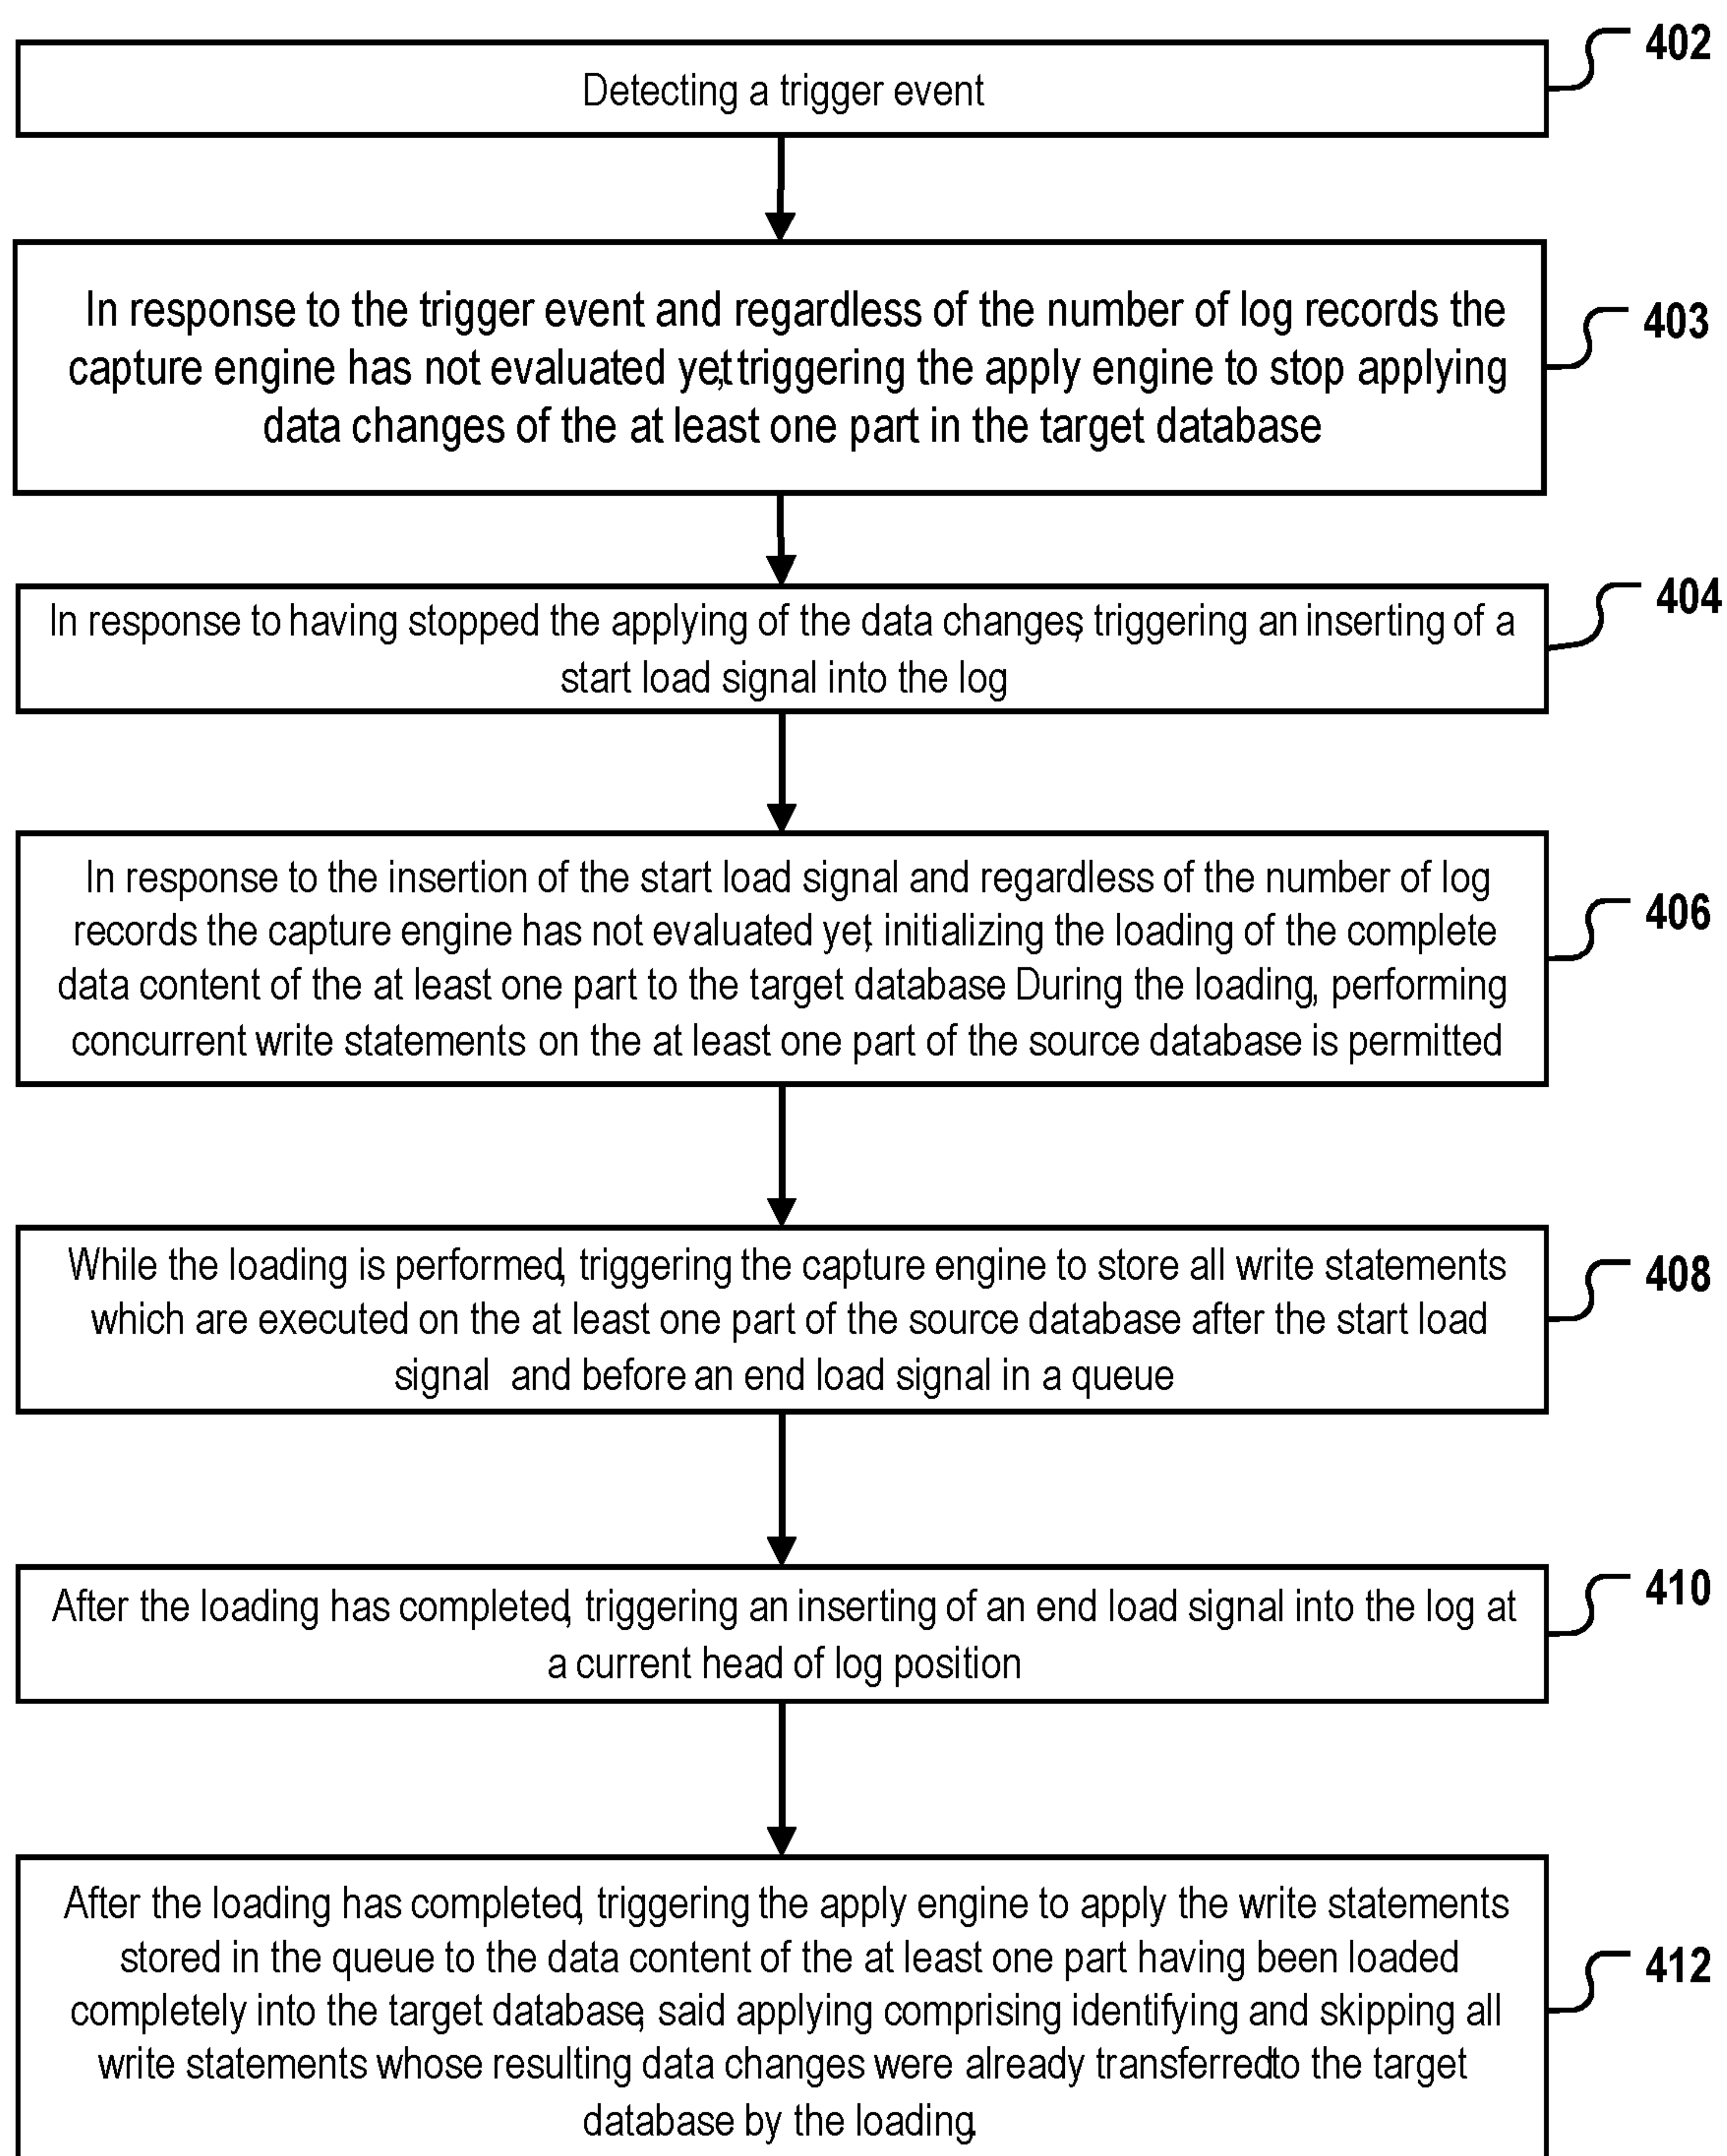 402
Detecting a trigger event
In response to the trigger event and regardless of the number of log records the
403
capture engine has not evaluated yet, triggering the apply engine to stop applying
data changes of the at least one part in the target database
404
In response to having stopped the applying of the data changes, triggering an inserting of a
start load signal into the log
In response to the insertion of the start load signal and regardless of the number of log
406
records the capture engine has not evaluated yet, initializing the loading of the complete
data content of the at least one part to the target database. During the loading, performing
concurrent write statements on the at least one part of the source database is permitted
While the loading is performed, triggering the capture engine to store all write statements
408
which are executed on the at least one part of the source database after the start load
signal and before an end load signal in a queue
410
After the loading has completed, triggering an inserting of an end load signal into the log at
a current head of log position
After the loading has completed, triggering the apply engine to apply the write statements
stored in the queue to the data content of the at least one part having been loaded
412
completely into the target database, said applying comprising identifying and skipping all
write statements whose resulting data changes were already transferred to the target
database by the loading.